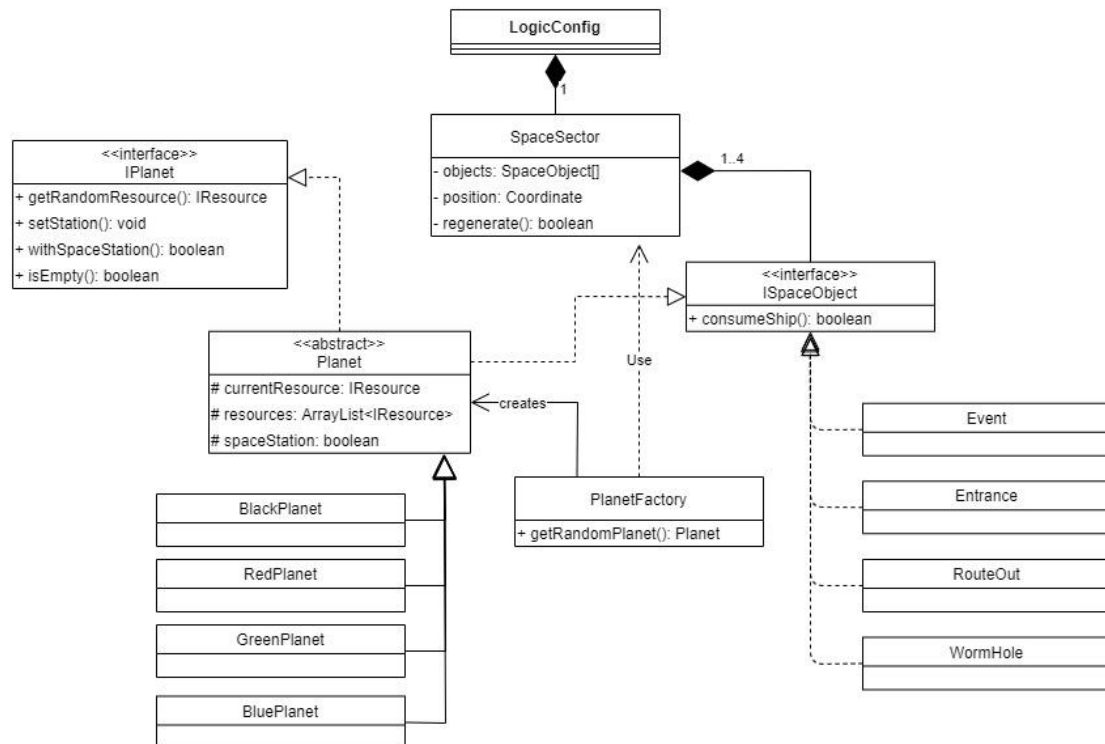 LogicConfig
1
SpaceSector
- objects: SpaceObject[]
- position: Coordinate
- regenerate(): boolean
1..4
<<interface>>
IPlanet
+ getRandomResource(): IResource
+ setStation(): void
+ withSpaceStation(): boolean
+ isEmpty(): boolean
<<interface>>
ISpaceObject
+ consumeShip(): boolean
<<abstract>>
Planet
# currentResource: IResource
# resources: ArrayList<IResource>
# spaceStation: boolean
Use
creates
PlanetFactory
+ getRandomPlanet(): Planet
BlackPlanet
RedPlanet
GreenPlanet
BluePlanet
Event
Entrance
RouteOut
WormHole